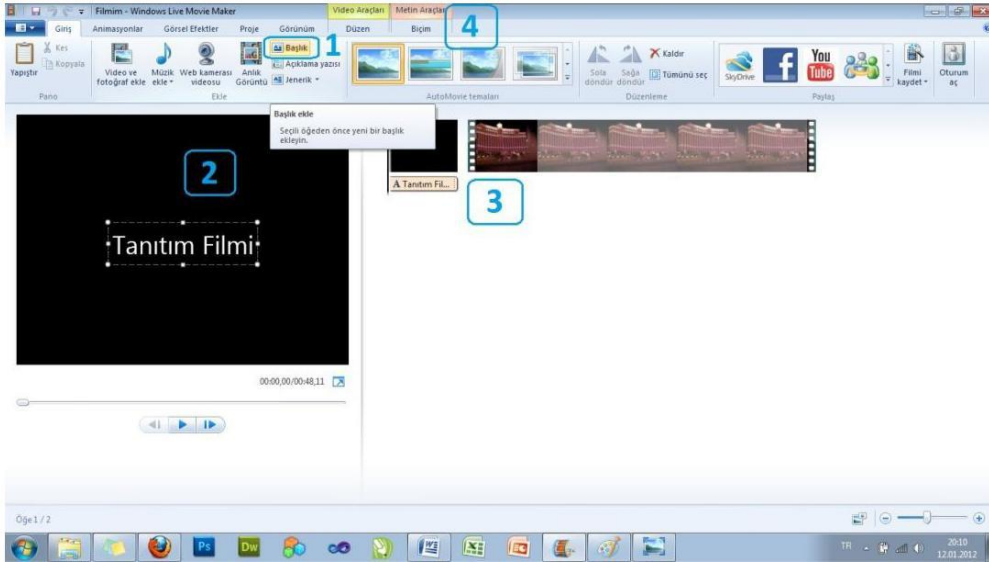 Filmim - Windows Live Movie Maker
Video Araçları
Metin Araçları
Giriş Animasyonlar Görsel Efektler Proje Görünüm Düzen Biçim
4
Yapıştır
Kes
Kopyala
Pano
Video ve fotoğraf ekle
Müzik ekle
Web kamerası videosu
Anlık Görüntü
Başlık
1
Açıklama yazısı
Jenerik
Ekle
AutoMovie temaları
Sola döndür
Sağa döndür
Kaldır
Tümünü seç
Düzenleme
SkyDrive
f
You Tube
Paylaş
Filmi kaydet
Oturum aç
Başlık ekle
Seçili öğeden önce yeni bir başlık
ekleyin.
2
Tanıtım Filmi
A Tanıtım Fil...
3
00:00,00/00:48,11
Öğe 1 / 2
Ps
Dw
TR
20:10
12.01.2012